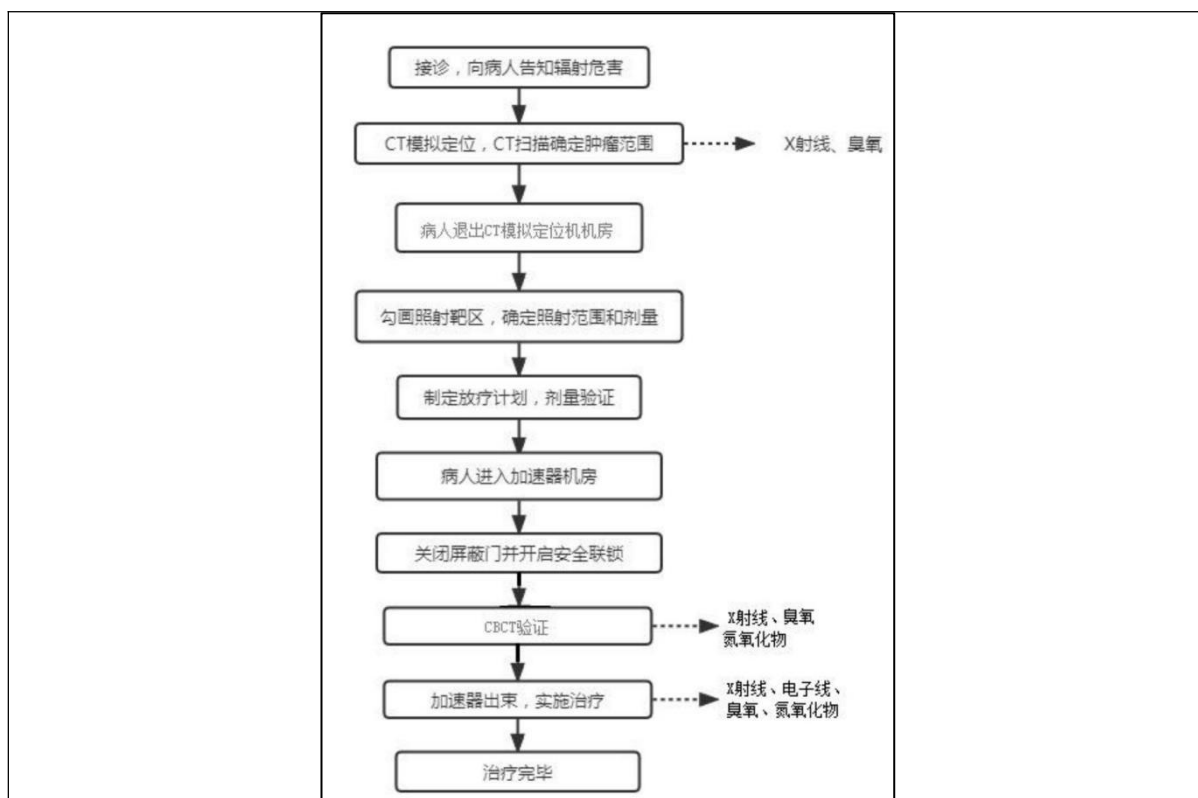 接诊，向病人告知辐射危害
CT模拟定位，CT扫描确定肿瘤范围
X射线、臭氧
病人退出CT模拟定位机机房
勾画照射靶区，确定照射范围和剂量
制定放疗计划，剂量验证
病人进入加速器机房
关闭屏蔽门并开启安全联锁
CBCT验证
X射线、臭氧
氮氧化物
加速器出束，实施治疗
X射线、电子线、
臭氧、氮氧化物
治疗完毕